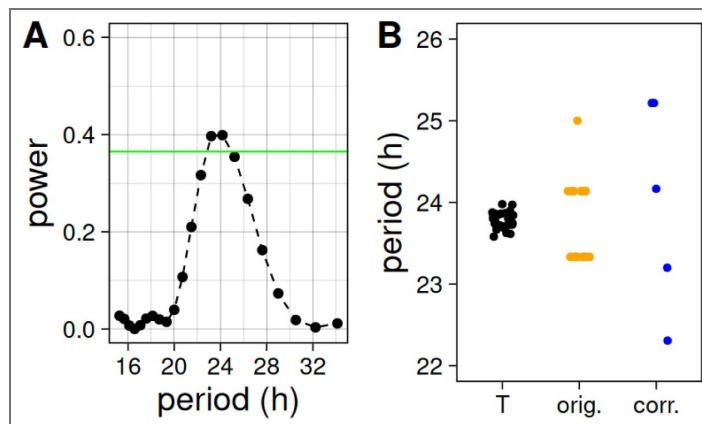 A
power
0.6
0.4
0.2
0.0
16 20 24 28 32
period (h)
B
period (h)
26
25
24
23
22
T orig. corr.